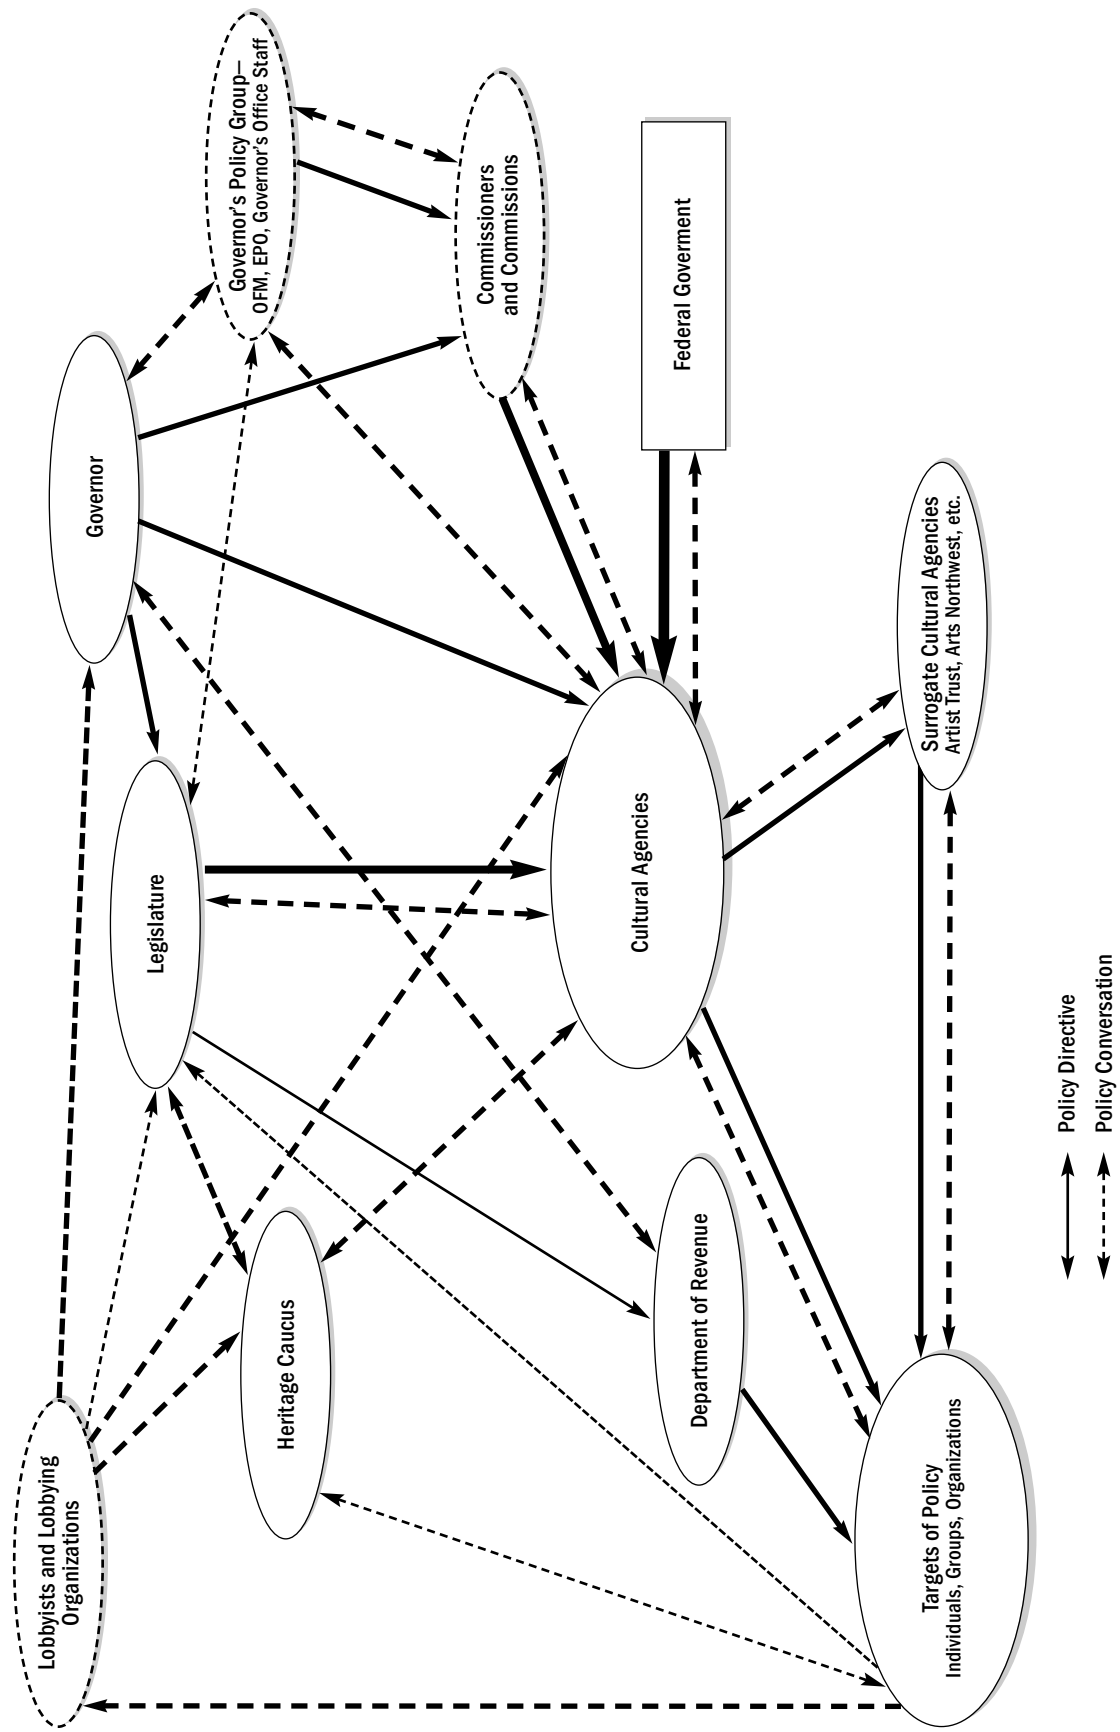 Lobbyists and Lobbying
Organizations
Governor
Governor's Policy Group—
OFM, EPO, Governor's Office Staff
Legislature
Heritage Caucus
Commissioners
and Commissions
Cultural Agencies
Federal Goverment
Department of Revenue
Targets of Policy
Individuals, Groups, Organizations
Surrogate Cultural Agencies
Artist Trust, Arts Northwest, etc.
Policy Directive
Policy Conversation